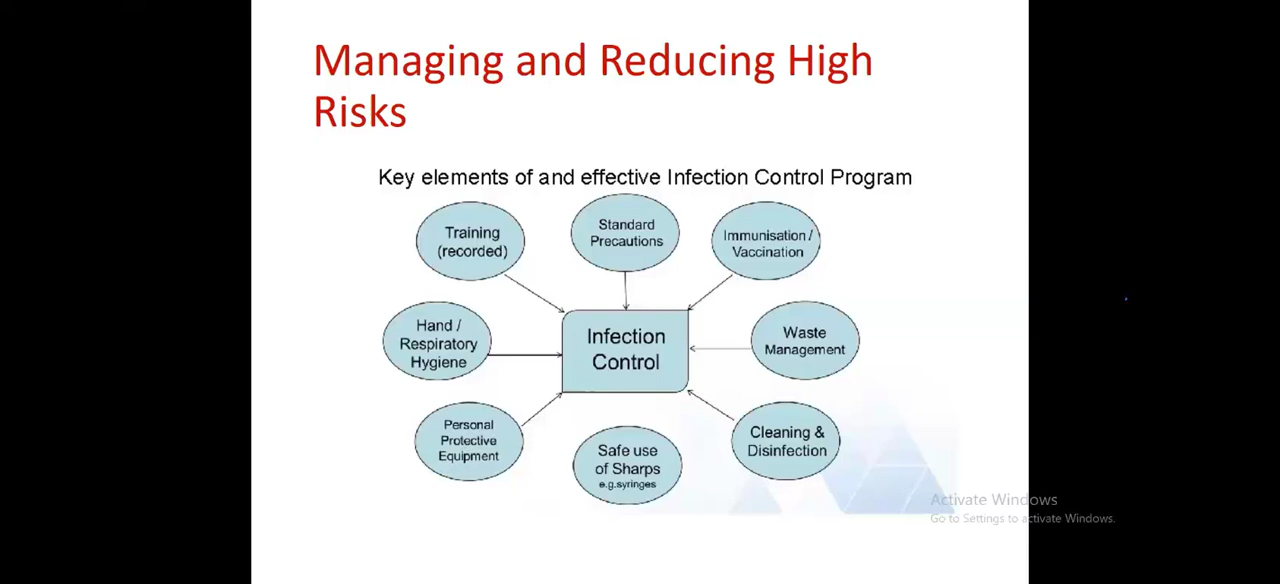 Managing and Reducing High
Risks
Key elements of and effective Infection Control Program
Training
(recorded)
Standard
Precautions
Immunisation /
Vaccination
Hand /
Respiratory
Hygiene
Infection
Control
Waste
Management
Personal
Protective
Equipment
Safe use
of Sharps
e.g.syringes
Cleaning &
Disinfection
Activate Windows
Go to Settings to activate Windows.